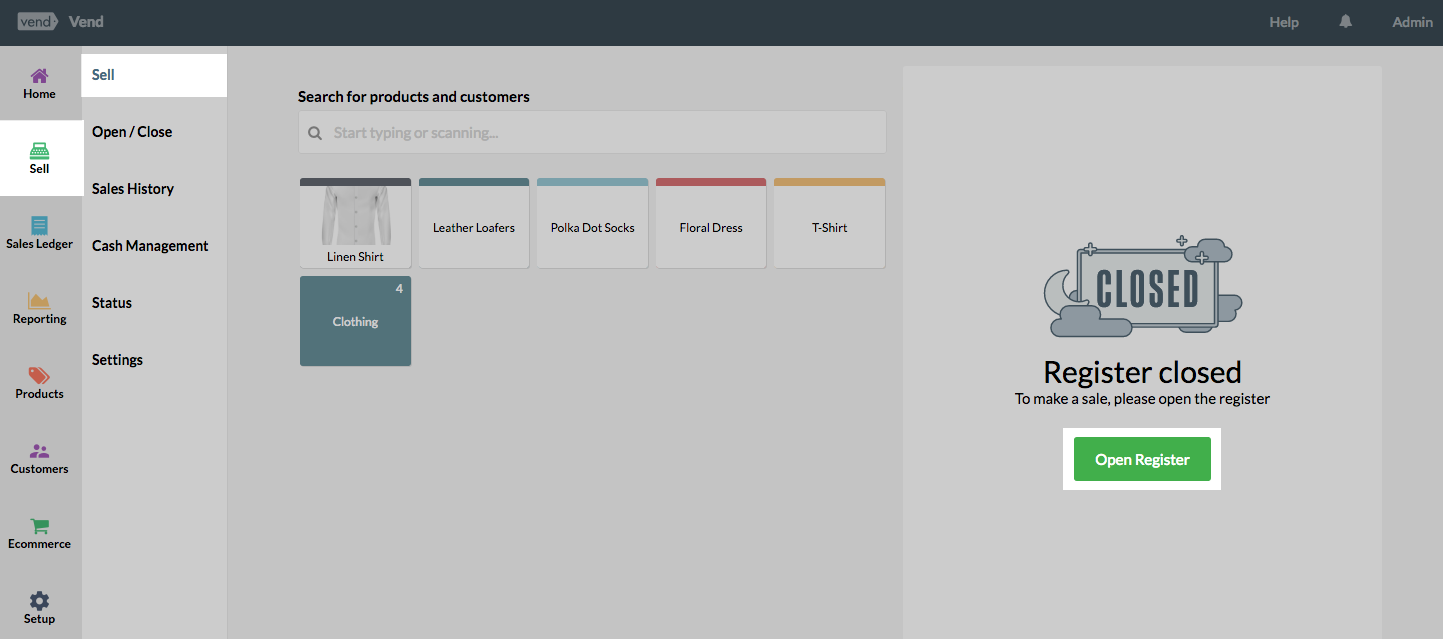 vend Vend
Help
Admin
Home
Sell
Sales Ledger
Reporting
Products
Customers
Ecommerce
Setup
Sell
Open / Close
Sales History
Cash Management
Status
Settings
Search for products and customers
Start typing or scanning...
Linen Shirt
Leather Loafers
Polka Dot Socks
Floral Dress
T-Shirt
4
Clothing
CLOSED
Register closed
To make a sale, please open the register
Open Register